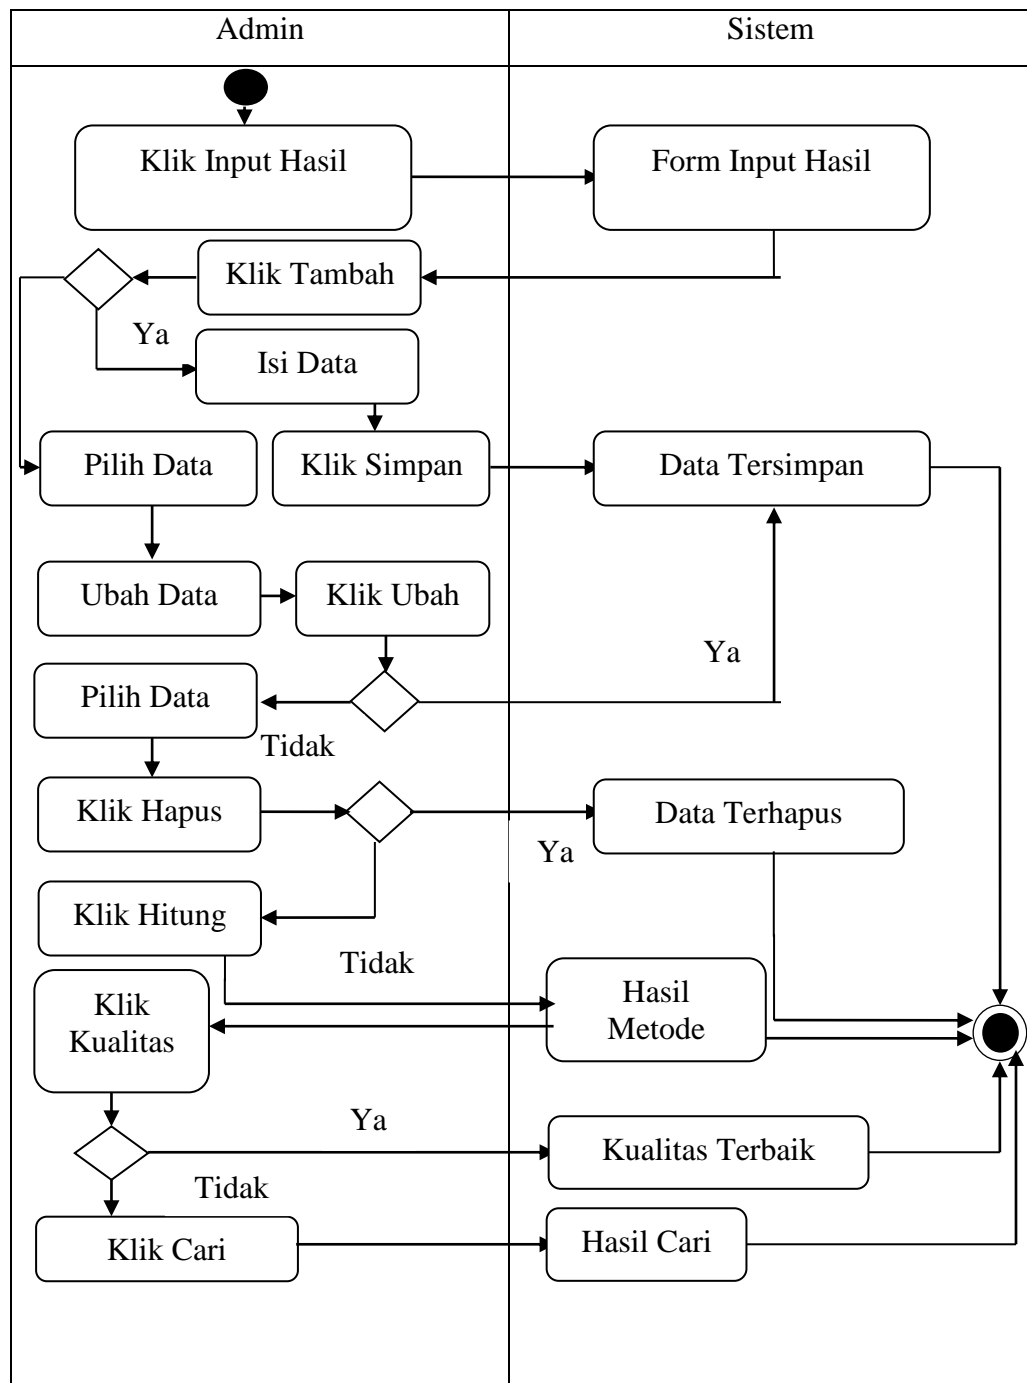 Admin
Sistem
Klik Input Hasil
Form Input Hasil
Klik Tambah
Ya
Isi Data
Pilih Data
Klik Simpan
Data Tersimpan
Ubah Data
Klik Ubah
Ya
Pilih Data
Tidak
Klik Hapus
Data Terhapus
Ya
Klik Hitung
Tidak
Klik
Kualitas
Hasil
Metode
Ya
Kualitas Terbaik
Tidak
Klik Cari
Hasil Cari